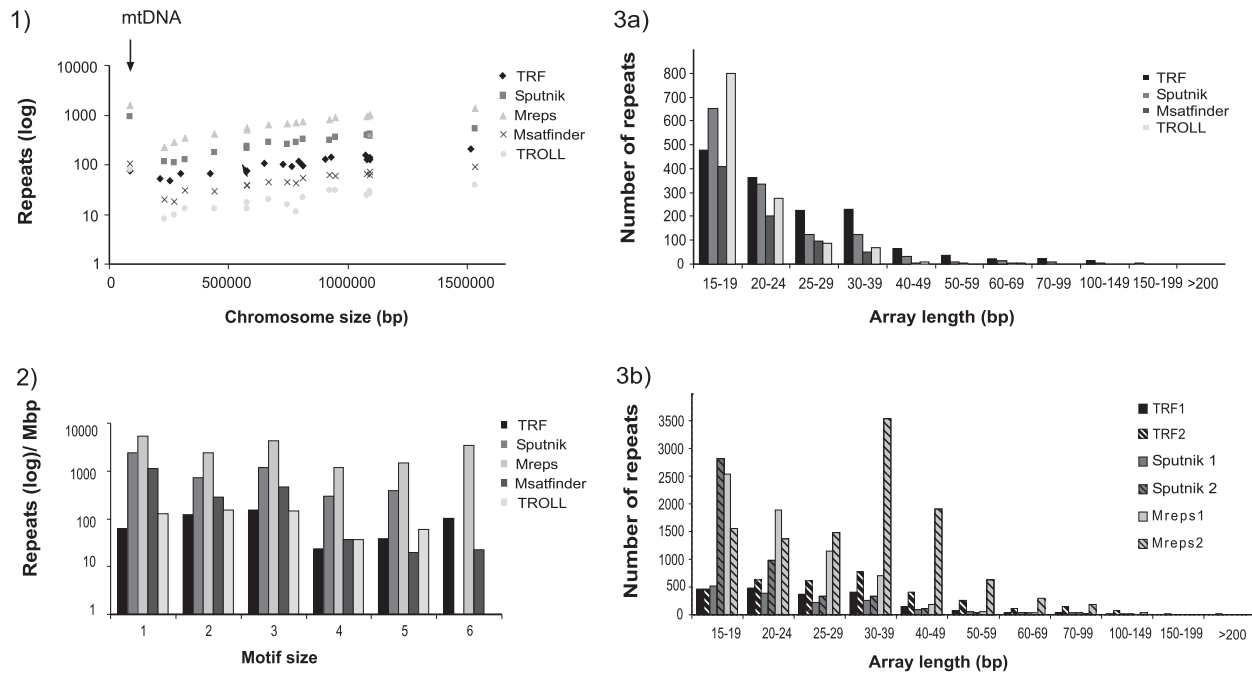 1)
mtDNA
Repeats (log)
10000
1000
100
10
1
0
500000
1000000
1500000
Chromosome size (bp)
TRF
Sputnik
Mreps
Msatfinder
TROLL
3a)
Number of repeats
800
700
600
500
400
300
200
100
0
15-19 20-24 25-29 30-39 40-49 50-59 60-69 70-99 100-149 150-199 >200
Array length (bp)
TRF
Sputnik
Msatfinder
TROLL
2)
Repeats (log)/ Mbp
10000
1000
100
10
1
1 2 3 4 5 6
Motif size
TRF
Sputnik
Mreps
Msatfinder
TROLL
3b)
Number of repeats
3500
3000
2500
2000
1500
1000
500
0
15-19 20-24 25-29 30-39 40-49 50-59 60-69 70-99 100-149 150-199 >200
Array length (bp)
TRF1
TRF2
Sputnik 1
Sputnik 2
Mreps1
Mreps2